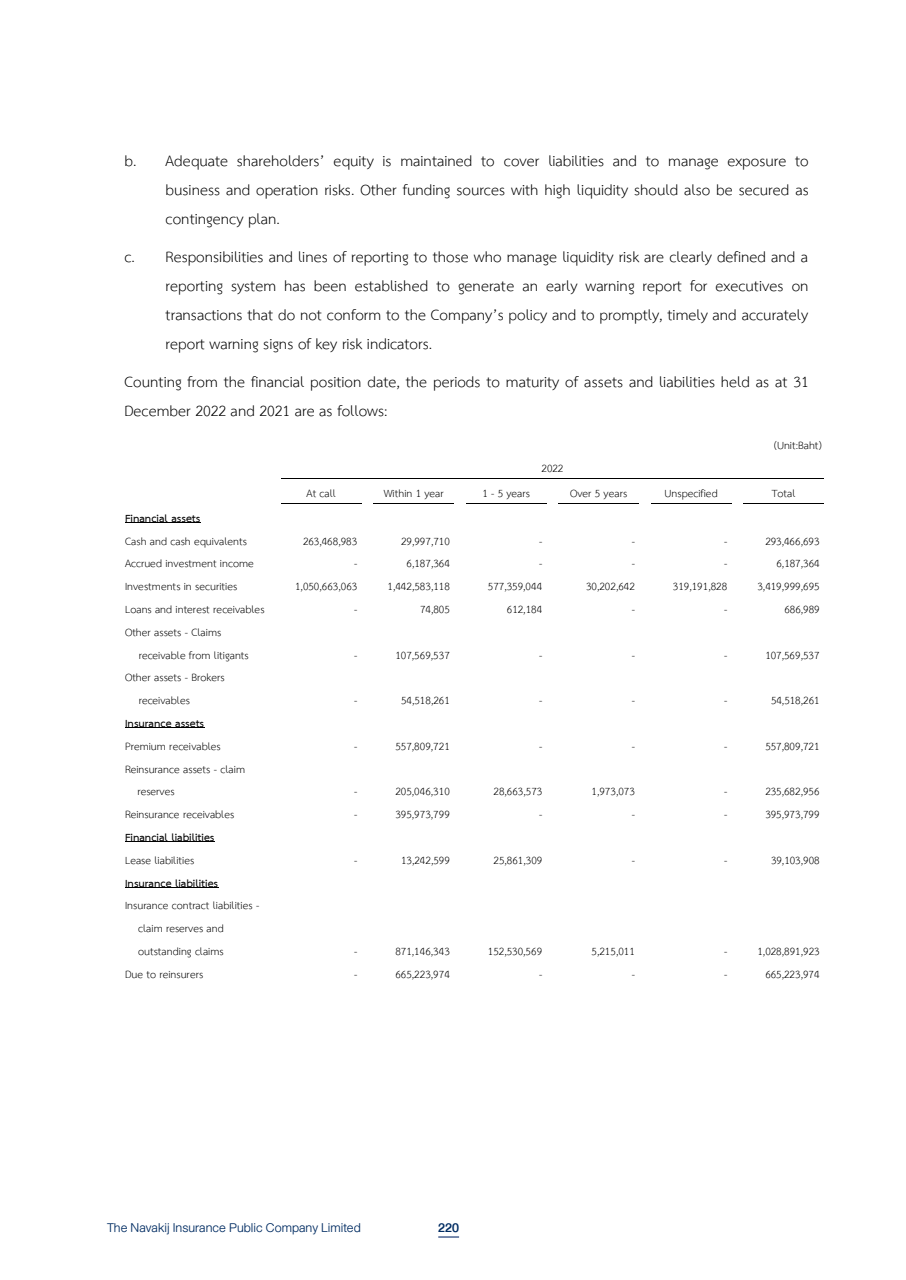 b. Adequate shareholders' equity is maintained to cover liabilities and to manage exposure to
business and operation risks. Other funding sources with high liquidity should also be secured as
contingency plan.
c. Responsibilities and lines of reporting to those who manage liquidity risk are clearly defined and a
reporting system has been established to generate an early warning report for executives on
transactions that do not conform to the Company's policy and to promptly, timely and accurately
report warning signs of key risk indicators.
Counting from the financial position date, the periods to maturity of assets and liabilities held as at 31
December 2022 and 2021 are as follows:
(Unit:Baht)
2022
At call Within 1 year 1 - 5 years Over 5 years Unspecified Total
Financial assets
Cash and cash equivalents 263,468,983 29,997,710 - - - 293,466,693
Accrued investment income - 6,187,364 - - - 6,187,364
Investments in securities 1,050,663,063 1,442,583,118 577,359,044 30,202,642 319,191,828 3,419,999,695
Loans and interest receivables - 74,805 612,184 - - 686,989
Other assets - Claims
receivable from litigants - 107,569,537 - - - 107,569,537
Other assets - Brokers
receivables - 54,518,261 - - - 54,518,261
Insurance assets
Premium receivables - 557,809,721 - - - 557,809,721
Reinsurance assets - claim
reserves - 205,046,310 28,663,573 1,973,073 - 235,682,956
Reinsurance receivables - 395,973,799 - - - 395,973,799
Financial liabilities
Lease liabilities - 13,242,599 25,861,309 - - 39,103,908
Insurance liabilities
Insurance contract liabilities -
claim reserves and
outstanding claims - 871,146,343 152,530,569 5,215,011 - 1,028,891,923
Due to reinsurers - 665,223,974 - - - 665,223,974
The Navakij Insurance Public Company Limited 220